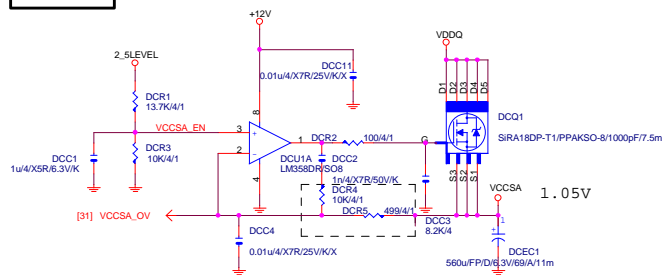 +12V
2_5LEVEL
VDDQ
DCC11
0.01u/4/X7R/25V/K/X
D1
D2
D3
D4
D5
DCR1
13.7K/4/1
DCQ1
SiRA18DP-T1/PPAKSO-8/1000pF/7.5m
VCCSA_EN
3
8
+
1
DCR2
100/4/1
G
DCC1
1u/4/X5R/6.3V/K
DCR3
10K/4/1
2
-
4
DCU1A
LM358DR/SO8
DCC2
1n/4/X7R/50V/K
S3
S2
S1
DCR4
10K/4/1
VCCSA
1.05V
[31] VCCSA_OV
DCR5
499/4/1
DCC3
8.2K/4
1
+
DCC4
0.01u/4/X7R/25V/K/X
DCEC1
560u/FP/D/6.3V/69/A/11m